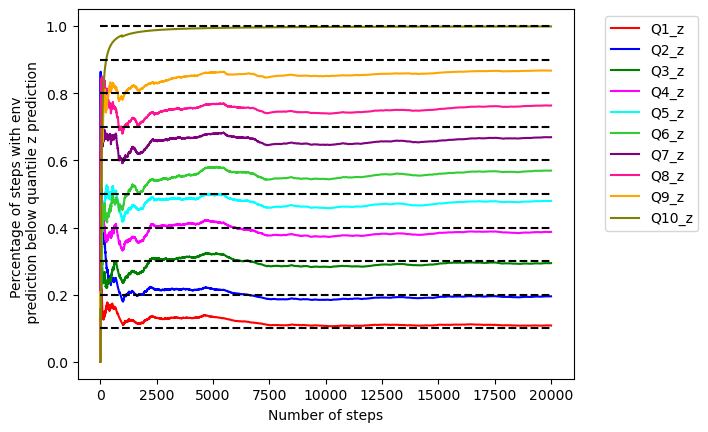 Percentage of steps with env
prediction below quantile z prediction
1.0
0.8
0.6
0.4
0.2
0.0
0
2500
5000
7500
10000
12500
15000
17500
20000
Number of steps
Q1_z
Q2_z
Q3_z
Q4_z
Q5_z
Q6_z
Q7_z
Q8_z
Q9_z
Q10_z